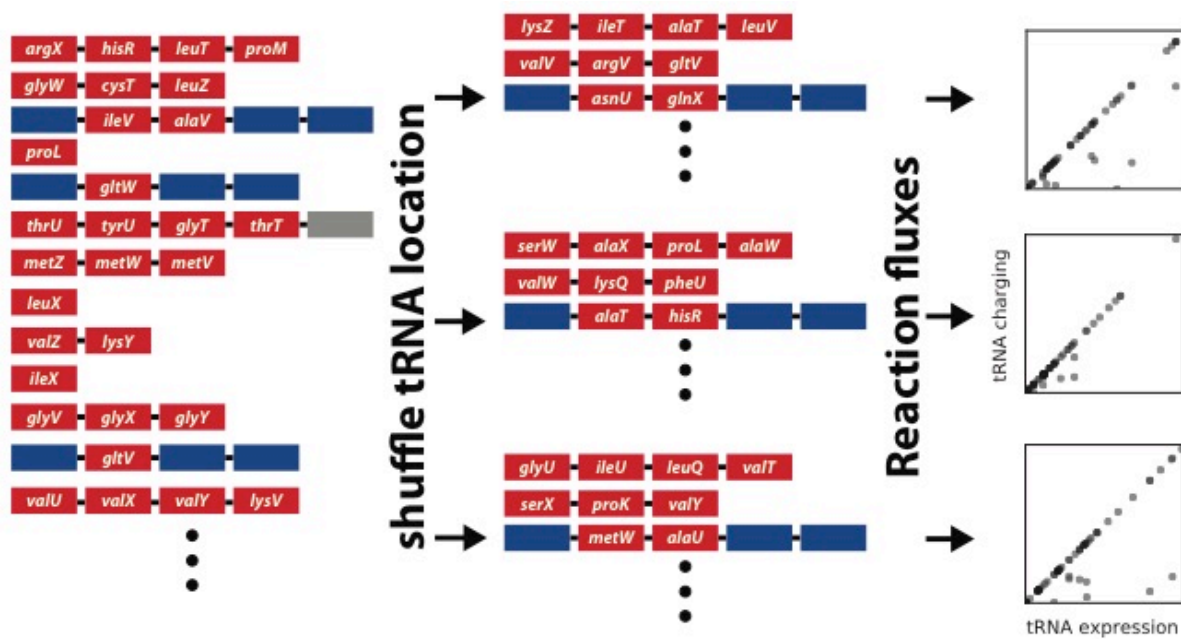 argX hisR leuT proM
glyW cysT leuZ
ileV alaV
proL
gltW
thrU tyrU glyT thrT
metZ metW metV
leuX
valZ lysY
ileX
glyV glyX glyY
gltV
valU valX valY lysV
shuffle tRNA location
lysZ ileT alaT leuV
valV argV gltV
asnU glnX
serW alaX proL alaW
valW lysQ pheU
alaT hisR
glyU ileU leuQ valT
serX proK valY
metW alaU
Reaction fluxes
tRNA charging
tRNA expression